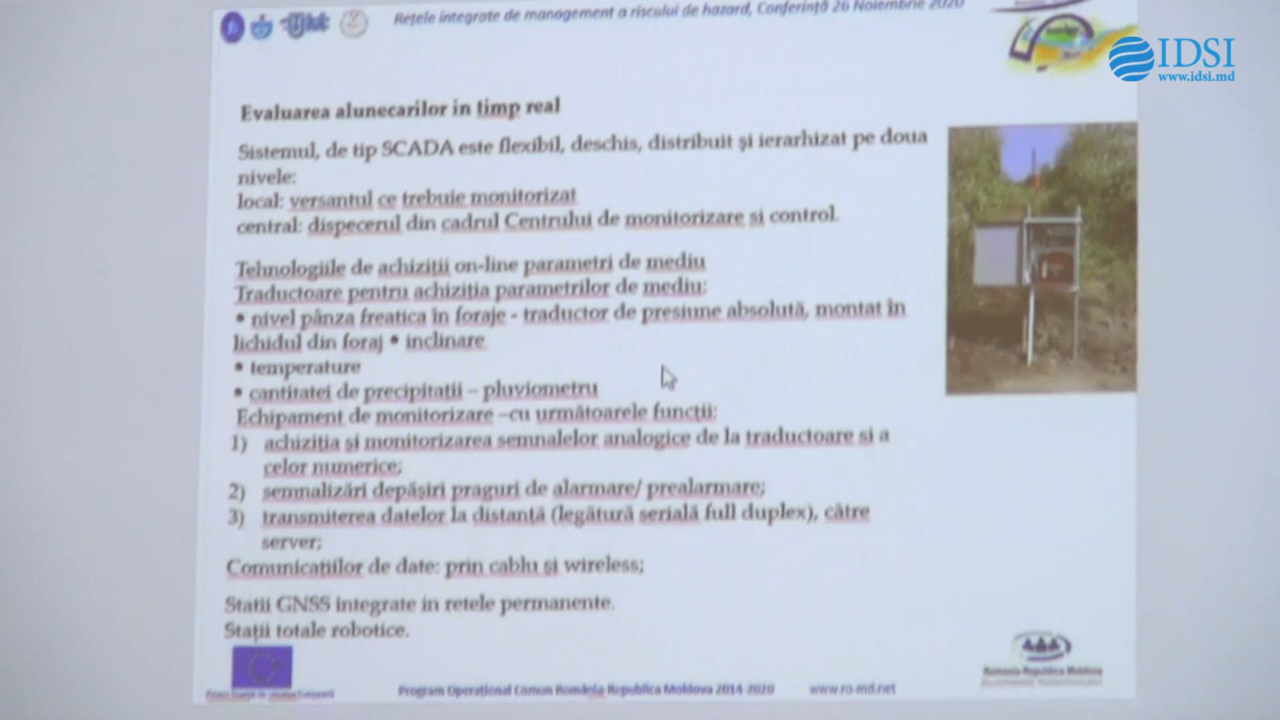 Rețele integrate de management a riscului de hazard, Conferință 26 Noiembrie 2020
IDSI
www.idsi.md
Evaluarea alunecarilor in timp real
Sistemul, de tip SCADA este flexibil, deschis, distribuit și ierarhizat pe doua
nivele:
local: versantul ce trebuie monitorizat
central: dispecerul din cadrul Centrului de monitorizare si control.
Tehnologiile de achiziții on-line parametri de mediu
Traductoare pentru achiziția parametrilor de mediu:
• nivel pânza freatica în foraje - traductor de presiune absolută, montat în
lichidul din foraj • inclinare
• temperature
• cantitatei de precipitații – pluviometru
Echipament de monitorizare –cu următoarele funcții:
1) achiziția și monitorizarea semnalelor analogice de la traductoare si a
celor numerice;
2) semnalizări depășiri praguri de alarmare/ prealarmare;
3) transmiterea datelor la distanță (legătură serială full duplex), către
server;
Comunicațiilor de date: prin cablu și wireless;
Statii GNSS integrate in retele permanente.
Stații totale robotice.
Romania-Republica Moldova
Program Operațional Comun România Republica Moldova 2014-2020
www.ro-md.net